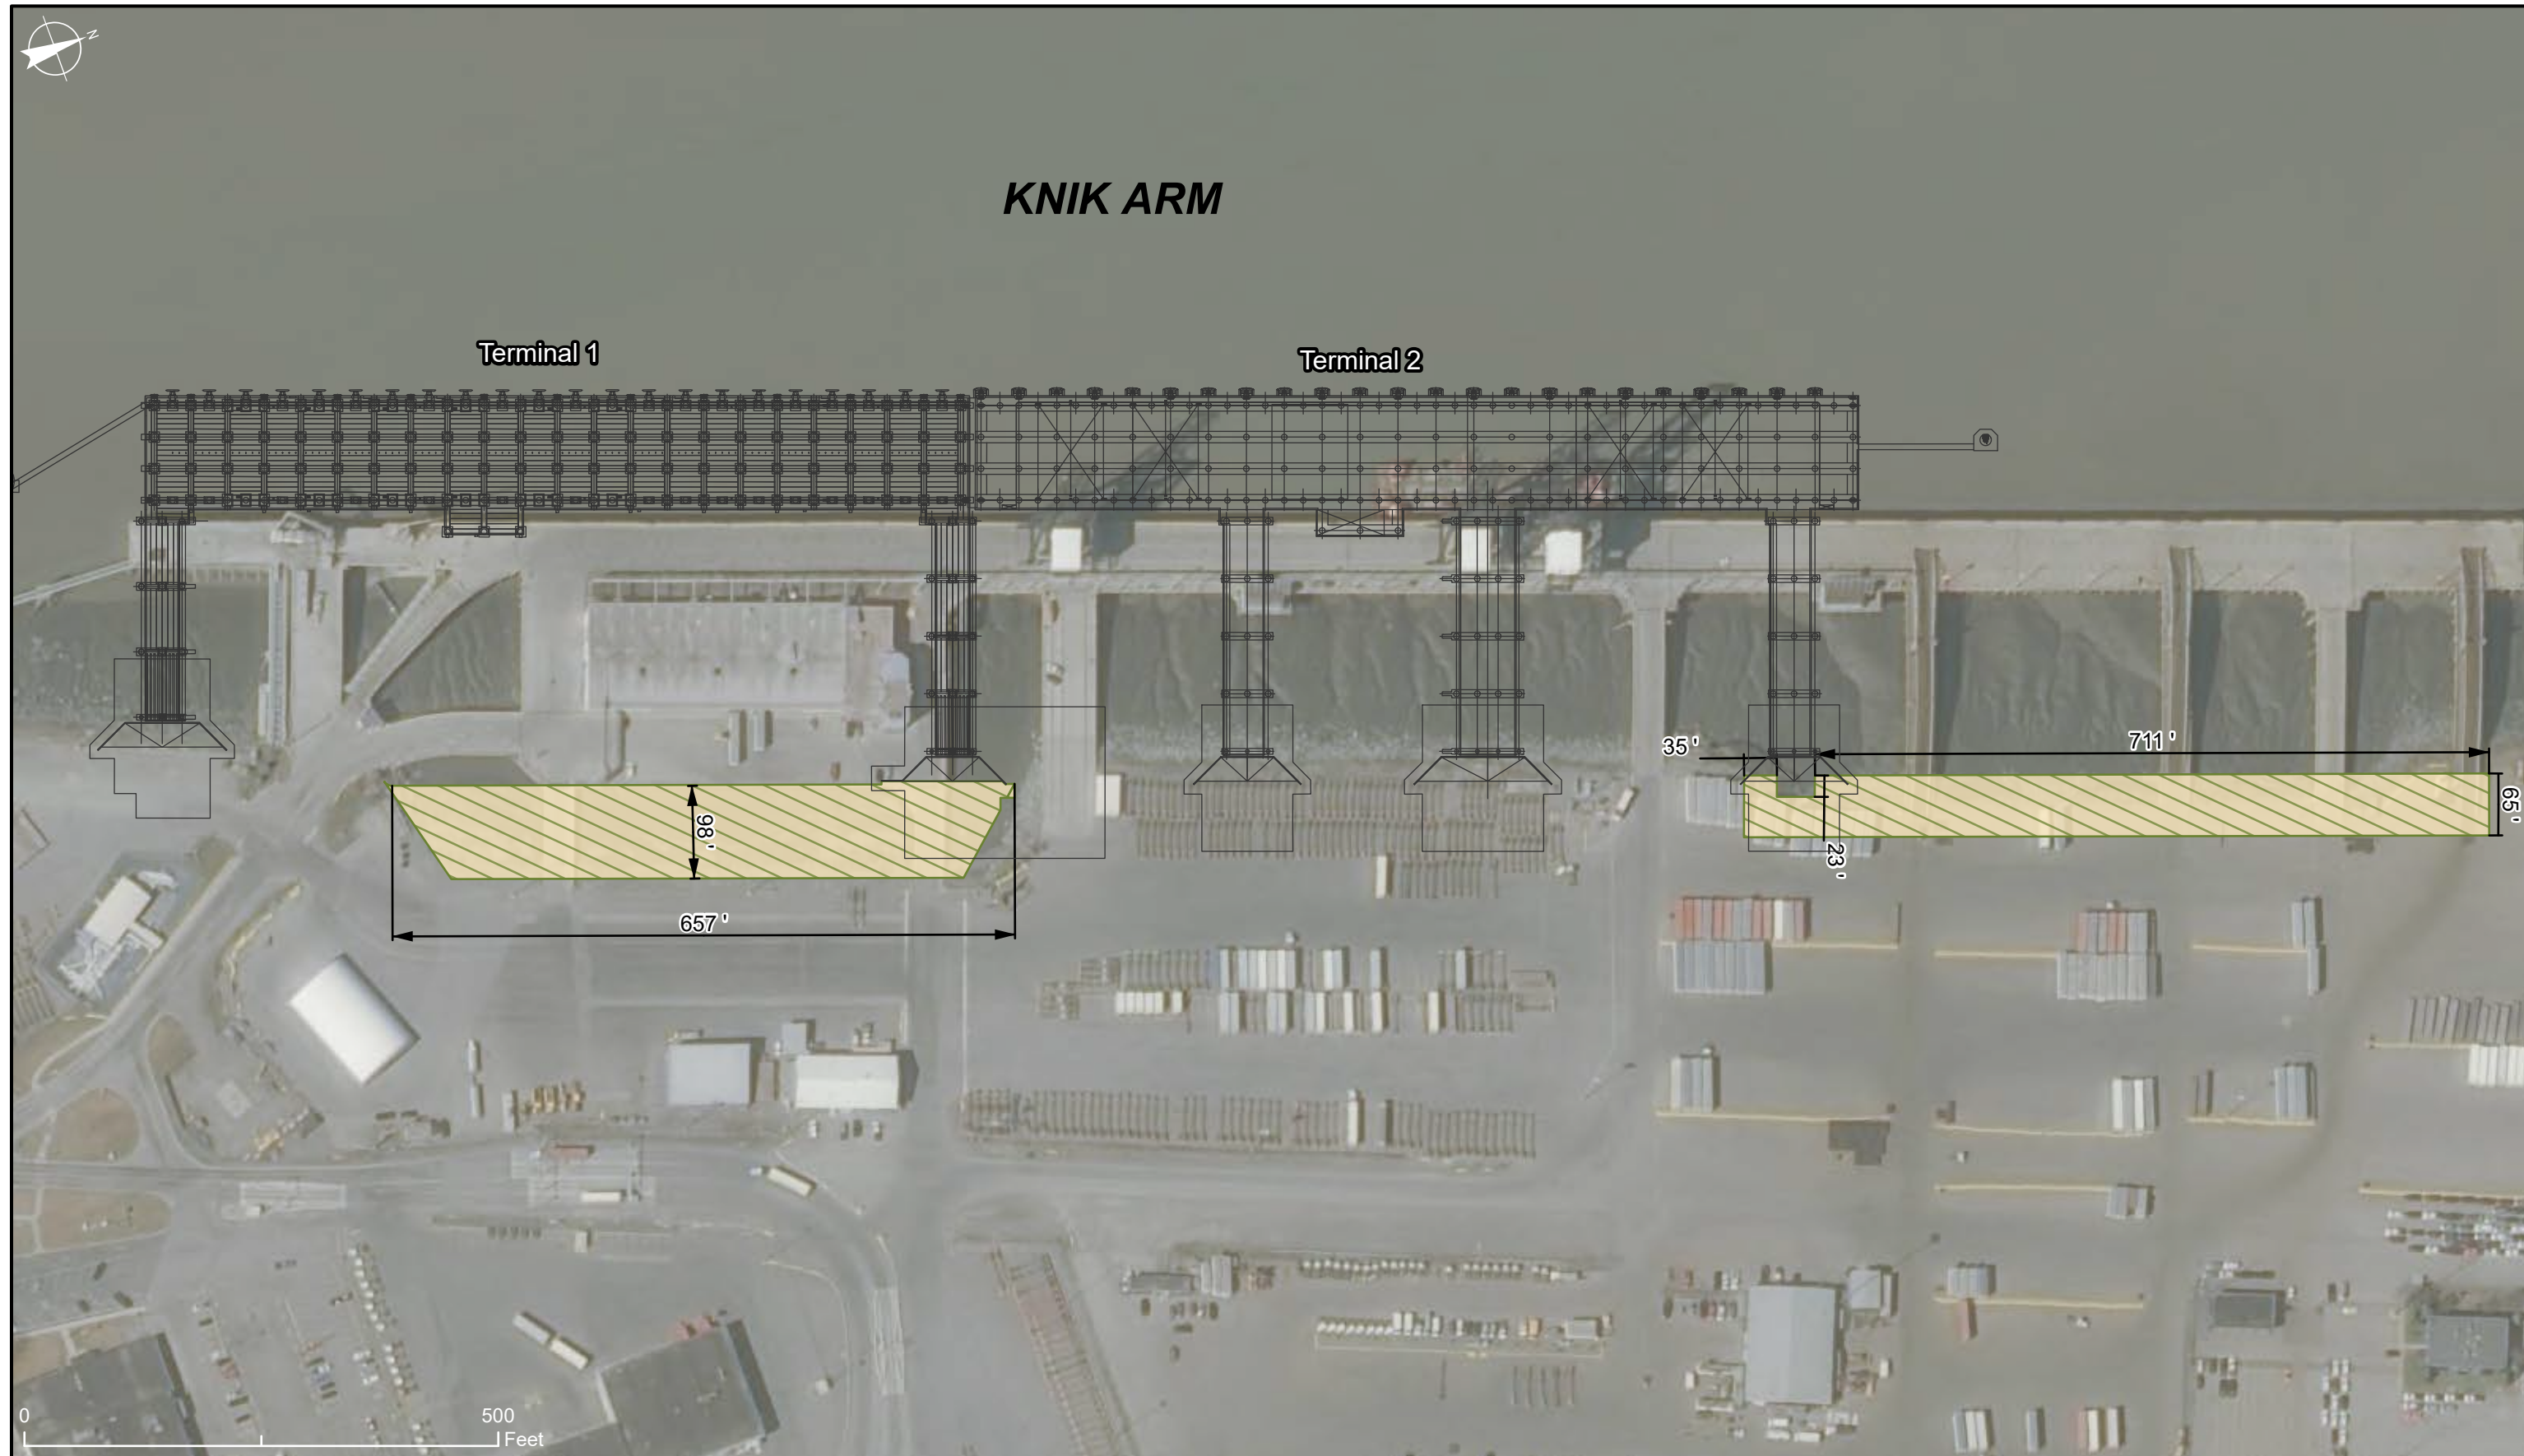 N
KNIK ARM
Terminal 1
Terminal 2
35 '
711 '
65 '
98 '
23 '
657 '
0
500
Feet